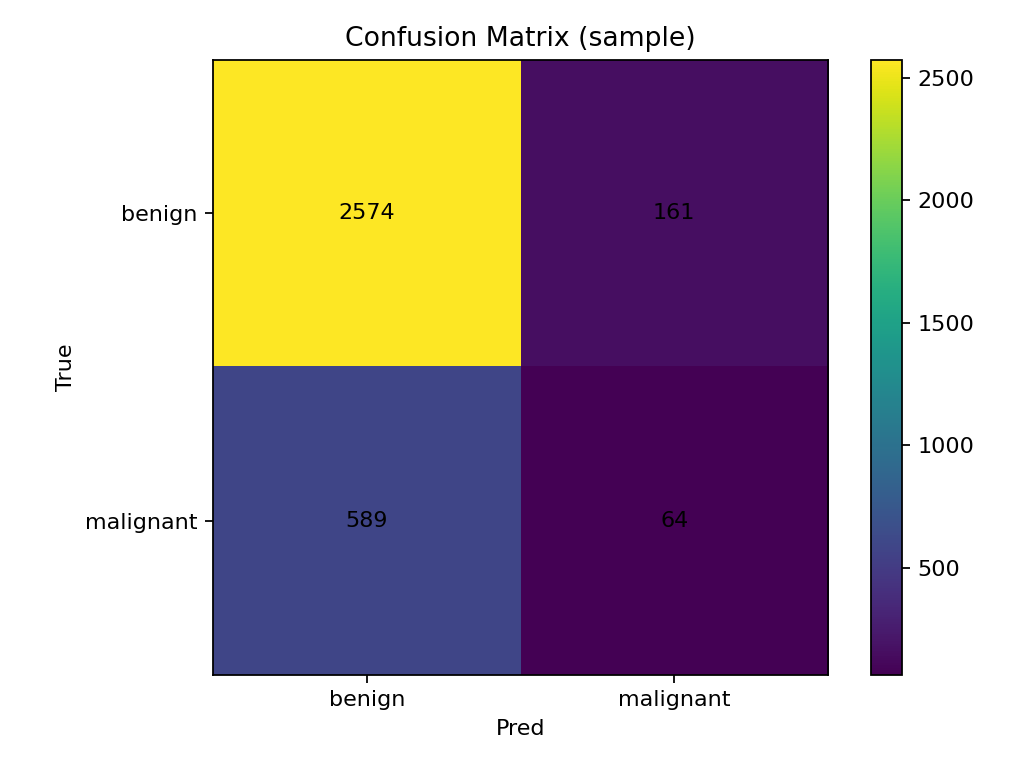 Confusion Matrix (sample)
True
benign
malignant
2574
161
589
64
benign
malignant
Pred
2500
2000
1500
1000
500